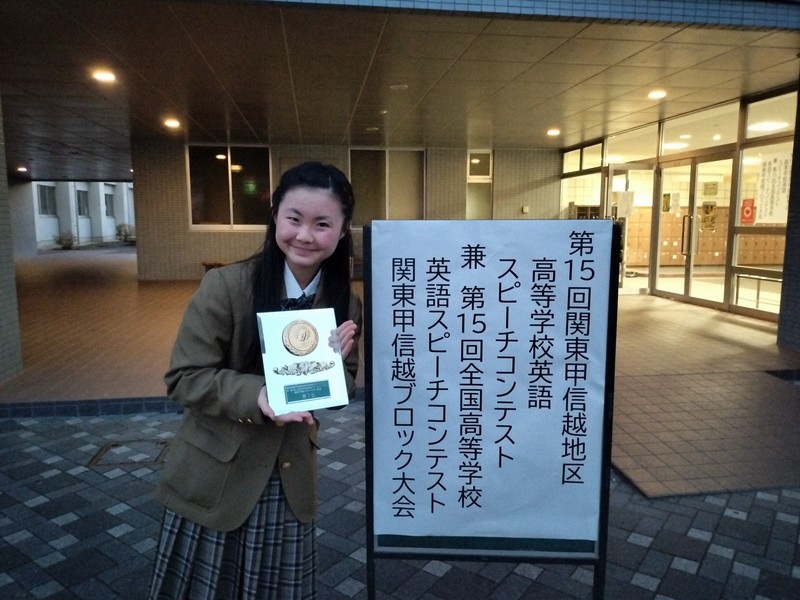 第15回関東甲信越地区
高等学校英語
スピーチコンテスト
兼 第15回全国高等学校
英語スピーチコンテスト
関東甲信越ブロック大会